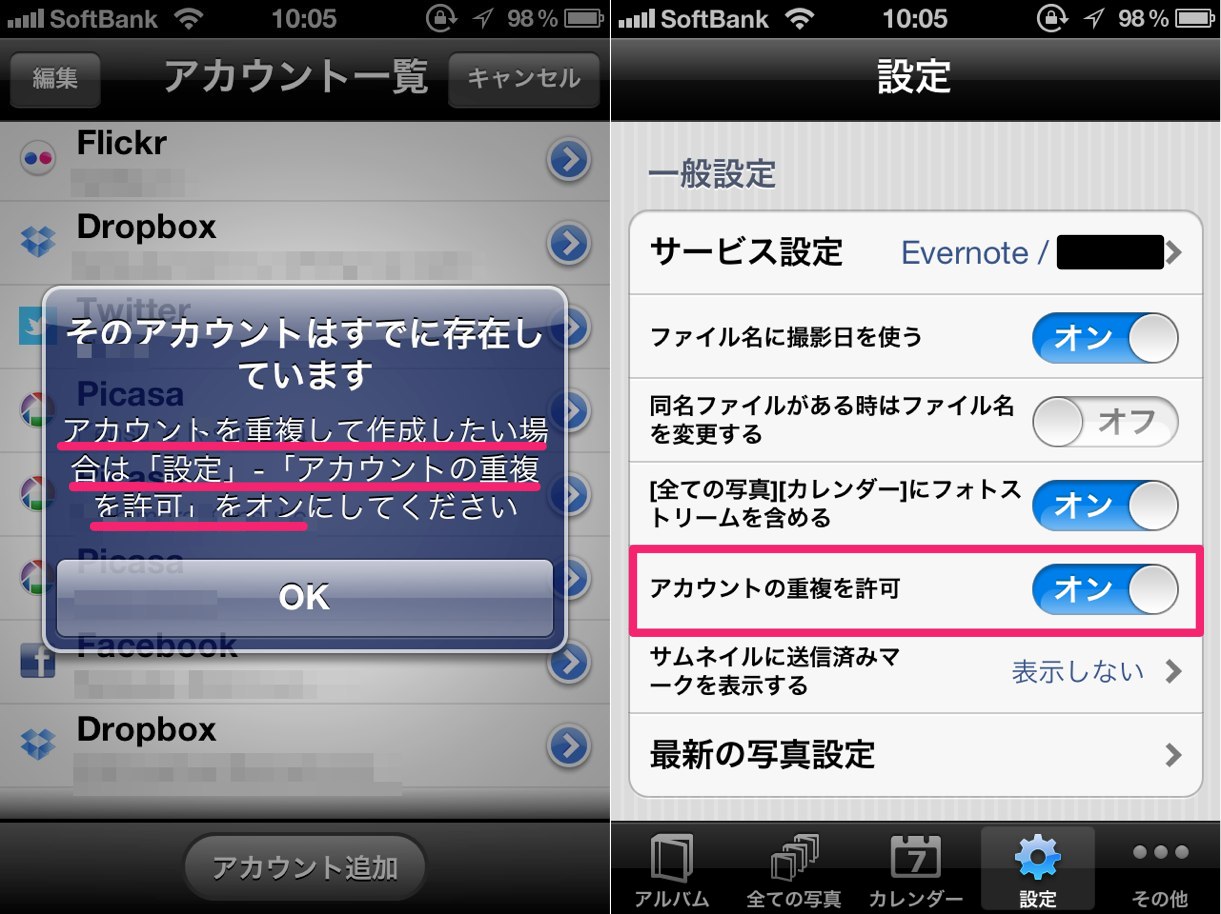 SoftBank 10:05 98%
編集 アカウント一覧 キャンセル
Flickr
Dropbox
Twitter
そのアカウントはすでに存在し
ています
Picasa
アカウントを重複して作成したい場
合は「設定」-「アカウントの重複
を許可」をオンにしてください
Picasa
OK
Facebook
Dropbox
アカウント追加
SoftBank 10:05 98%
設定
一般設定
サービス設定 Evernote /
ファイル名に撮影日を使う オン
同名ファイルがある時はファイル名
を変更する オフ
[全ての写真][カレンダー]にフォトス
トリームを含める オン
アカウントの重複を許可 オン
サムネイルに送信済みマ
ークを表示する 表示しない
最新の写真設定
7
アルバム 全ての写真 カレンダー 設定 その他